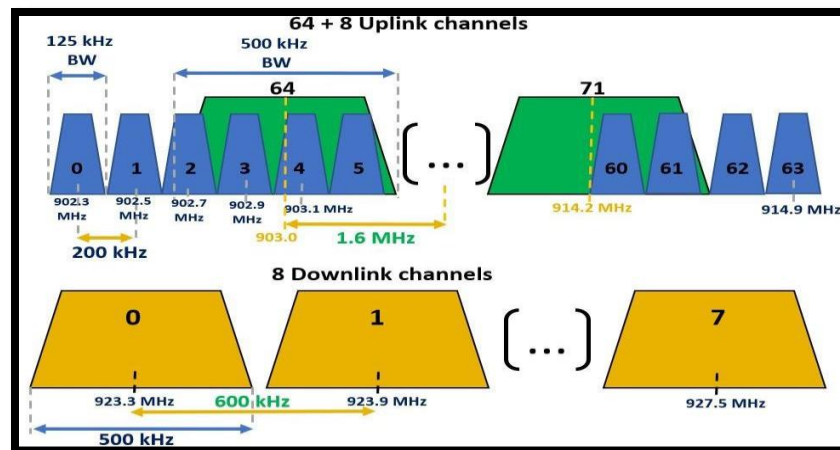 64 + 8 Uplink channels
125 kHz
BW
500 kHz
BW
64
71
0
1
2
3
4
5
(...)
60
61
62
63
902.3
MHz
902.5
MHz
902.7
MHz
902.9
MHz
903.1 MHz
903.0
914.2 MHz
914.9 MHz
200 kHz
1.6 MHz
8 Downlink channels
0
1
(...)
7
923.3 MHz
600 kHz
923.9 MHz
927.5 MHz
500 kHz